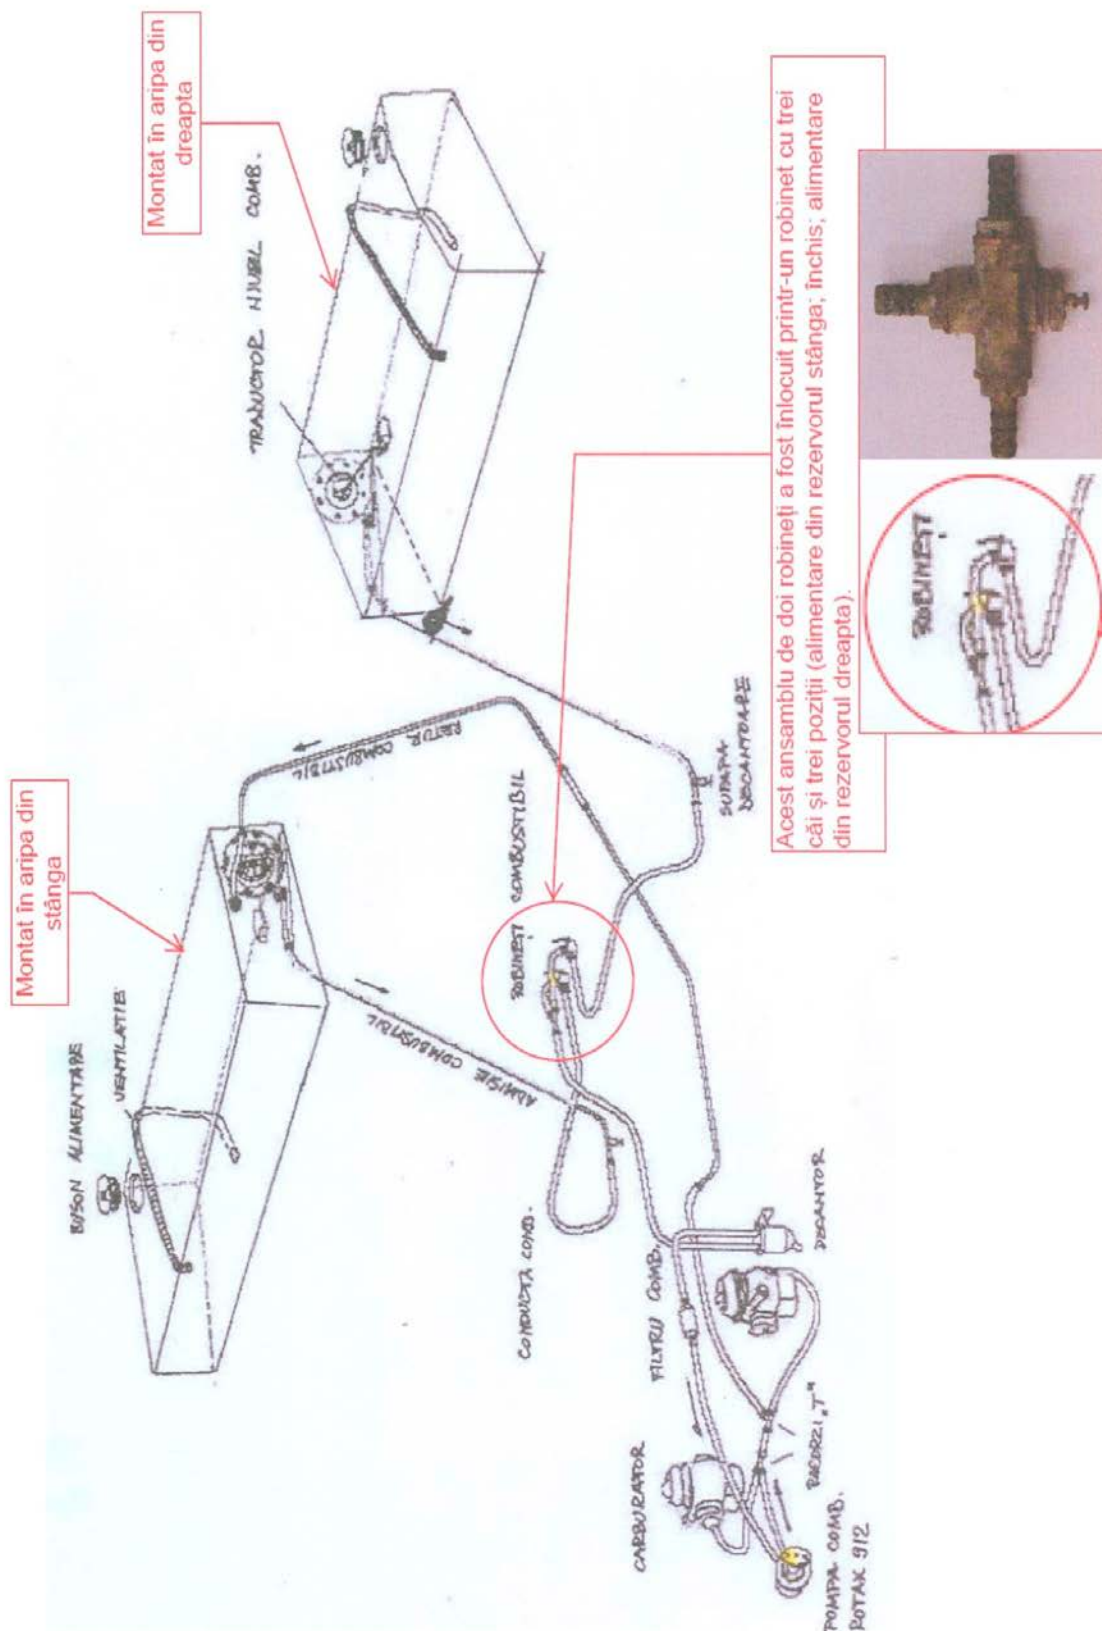 Montat în aripa din
dreapta
TRADUCTOR NIVEL COMB.
Montat în aripa din
stânga
BUSON ALIMENTARE
VENTILATIE
RETUR COMBUSTIBIL
ADMISIE COMBUSTIBIL
ROBINEȚI COMBUSTIBIL
SUPAPA
DECANTOARE
CONDUCTA COMB.
FILTRU COMB.
DECANTOR
CARBURATOR
RACORZI „T"
POMPA COMB.
ROTAX 912
Acest ansamblu de doi robineți a fost înlocuit printr-un robinet cu trei
căi și trei poziții (alimentare din rezervorul stânga; închis; alimentare
din rezervorul dreapta).
ROBINEȚI